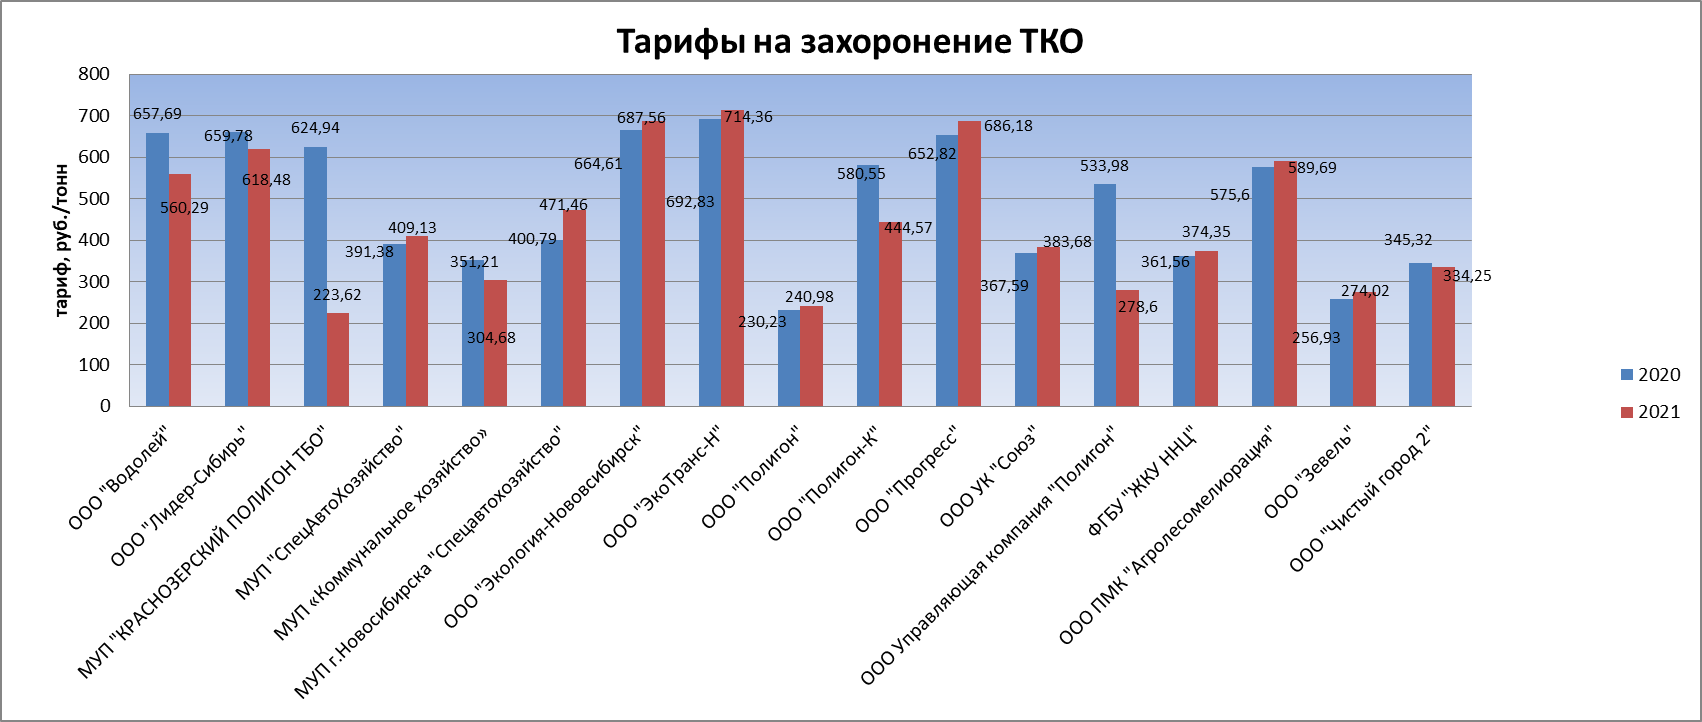 Тарифы на захоронение ТКО
тариф, руб./тонн
800
700
600
500
400
300
200
100
0
657,69
560,29
659,78
618,48
624,94
223,62
391,38
409,13
351,21
304,68
400,79
471,46
664,61
687,56
692,83
714,36
230,23
240,98
580,55
444,57
652,82
686,18
367,59
383,68
533,98
278,6
361,56
374,35
575,6
589,69
256,93
274,02
345,32
334,25
ООО "Водолей"
ООО "Лидер-Сибирь"
МУП "КРАСНОЗЕРСКИЙ ПОЛИГОН ТБО"
МУП "СпецАвтоХозяйство"
МУП «Коммунальное хозяйство»
МУП г.Новосибирска "Спецавтохозяйство"
ООО "Экология-Новосибирск"
ООО "ЭкоТранс-Н"
ООО "Полигон"
ООО "Полигон-К"
ООО "Прогресс"
ООО УК "Союз"
ООО Управляющая компания "Полигон"
ФГБУ "ЖКУ ННЦ"
ООО ПМК "Агролесомелиорация"
ООО "Зевель"
ООО "Чистый город 2"
2020
2021